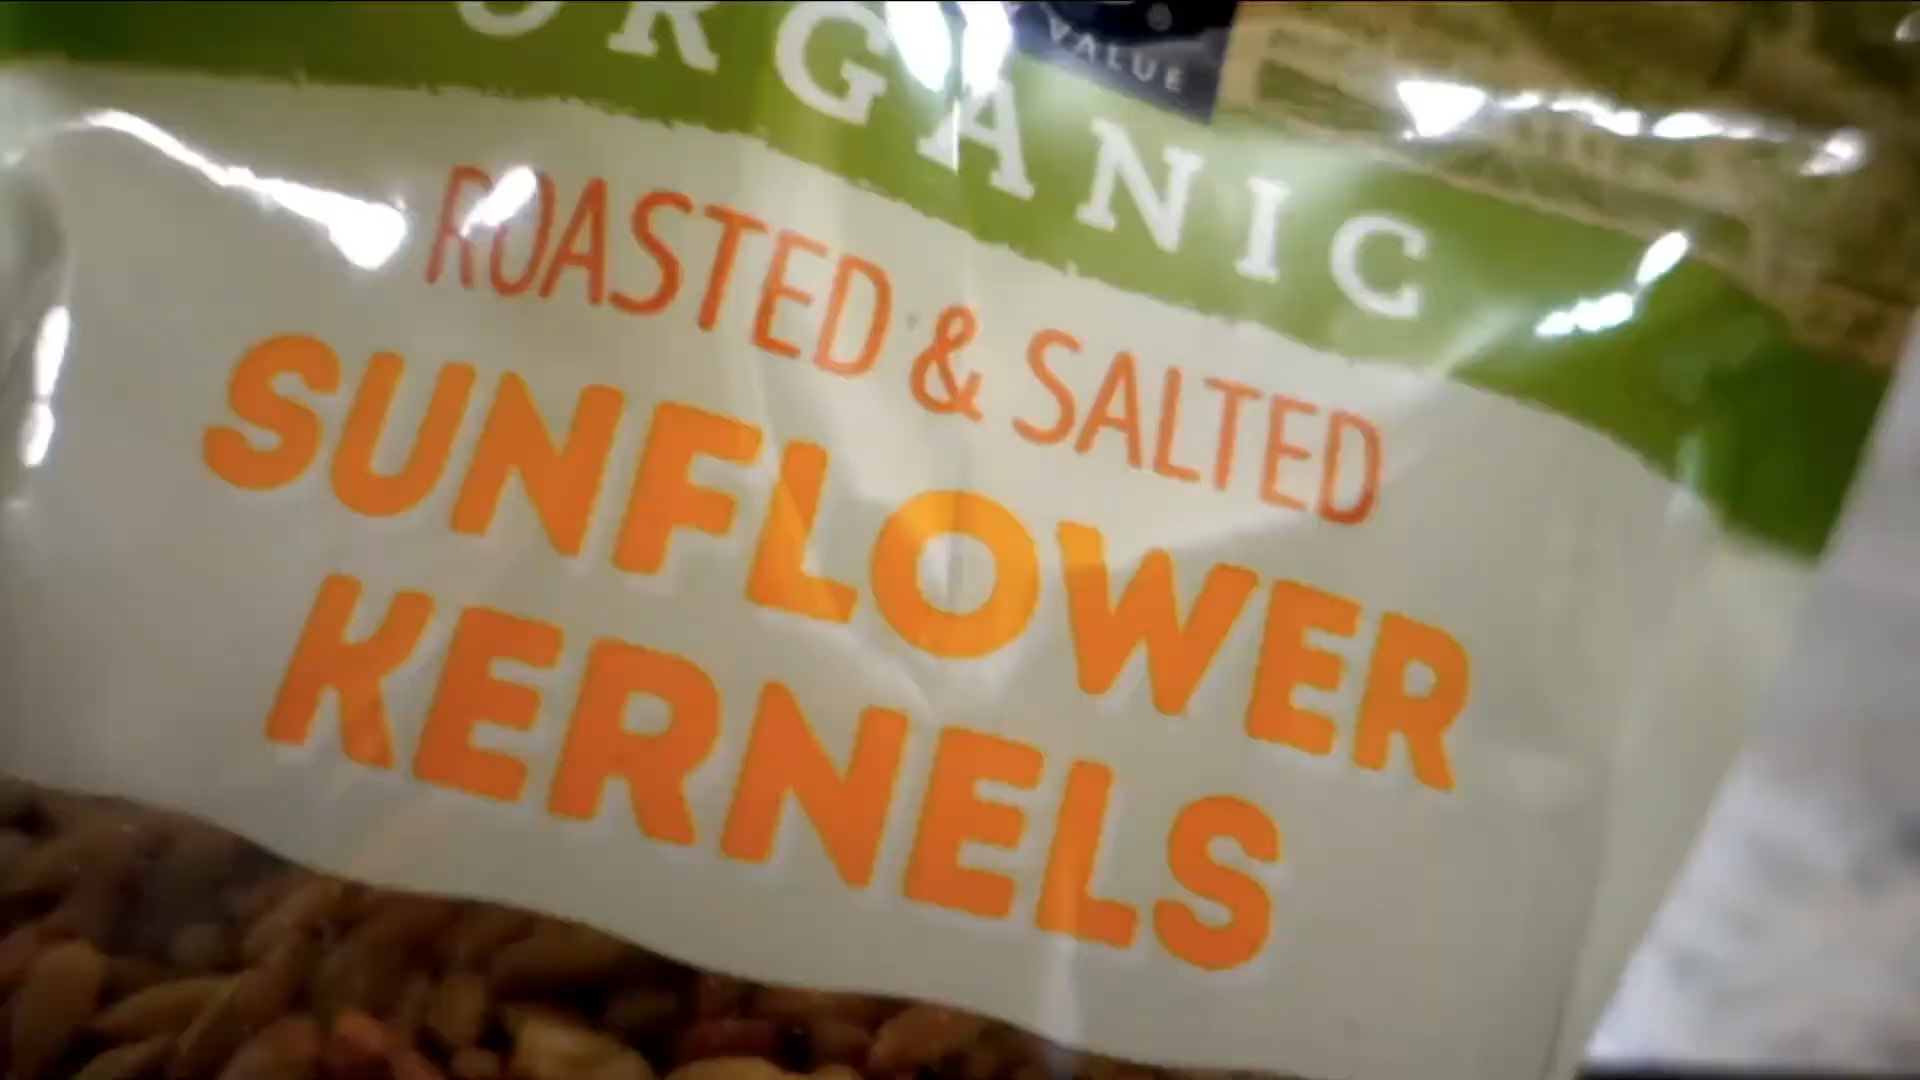 VALUE
ORGANIC
ROASTED & SALTED
SUNFLOWER
KERNELS